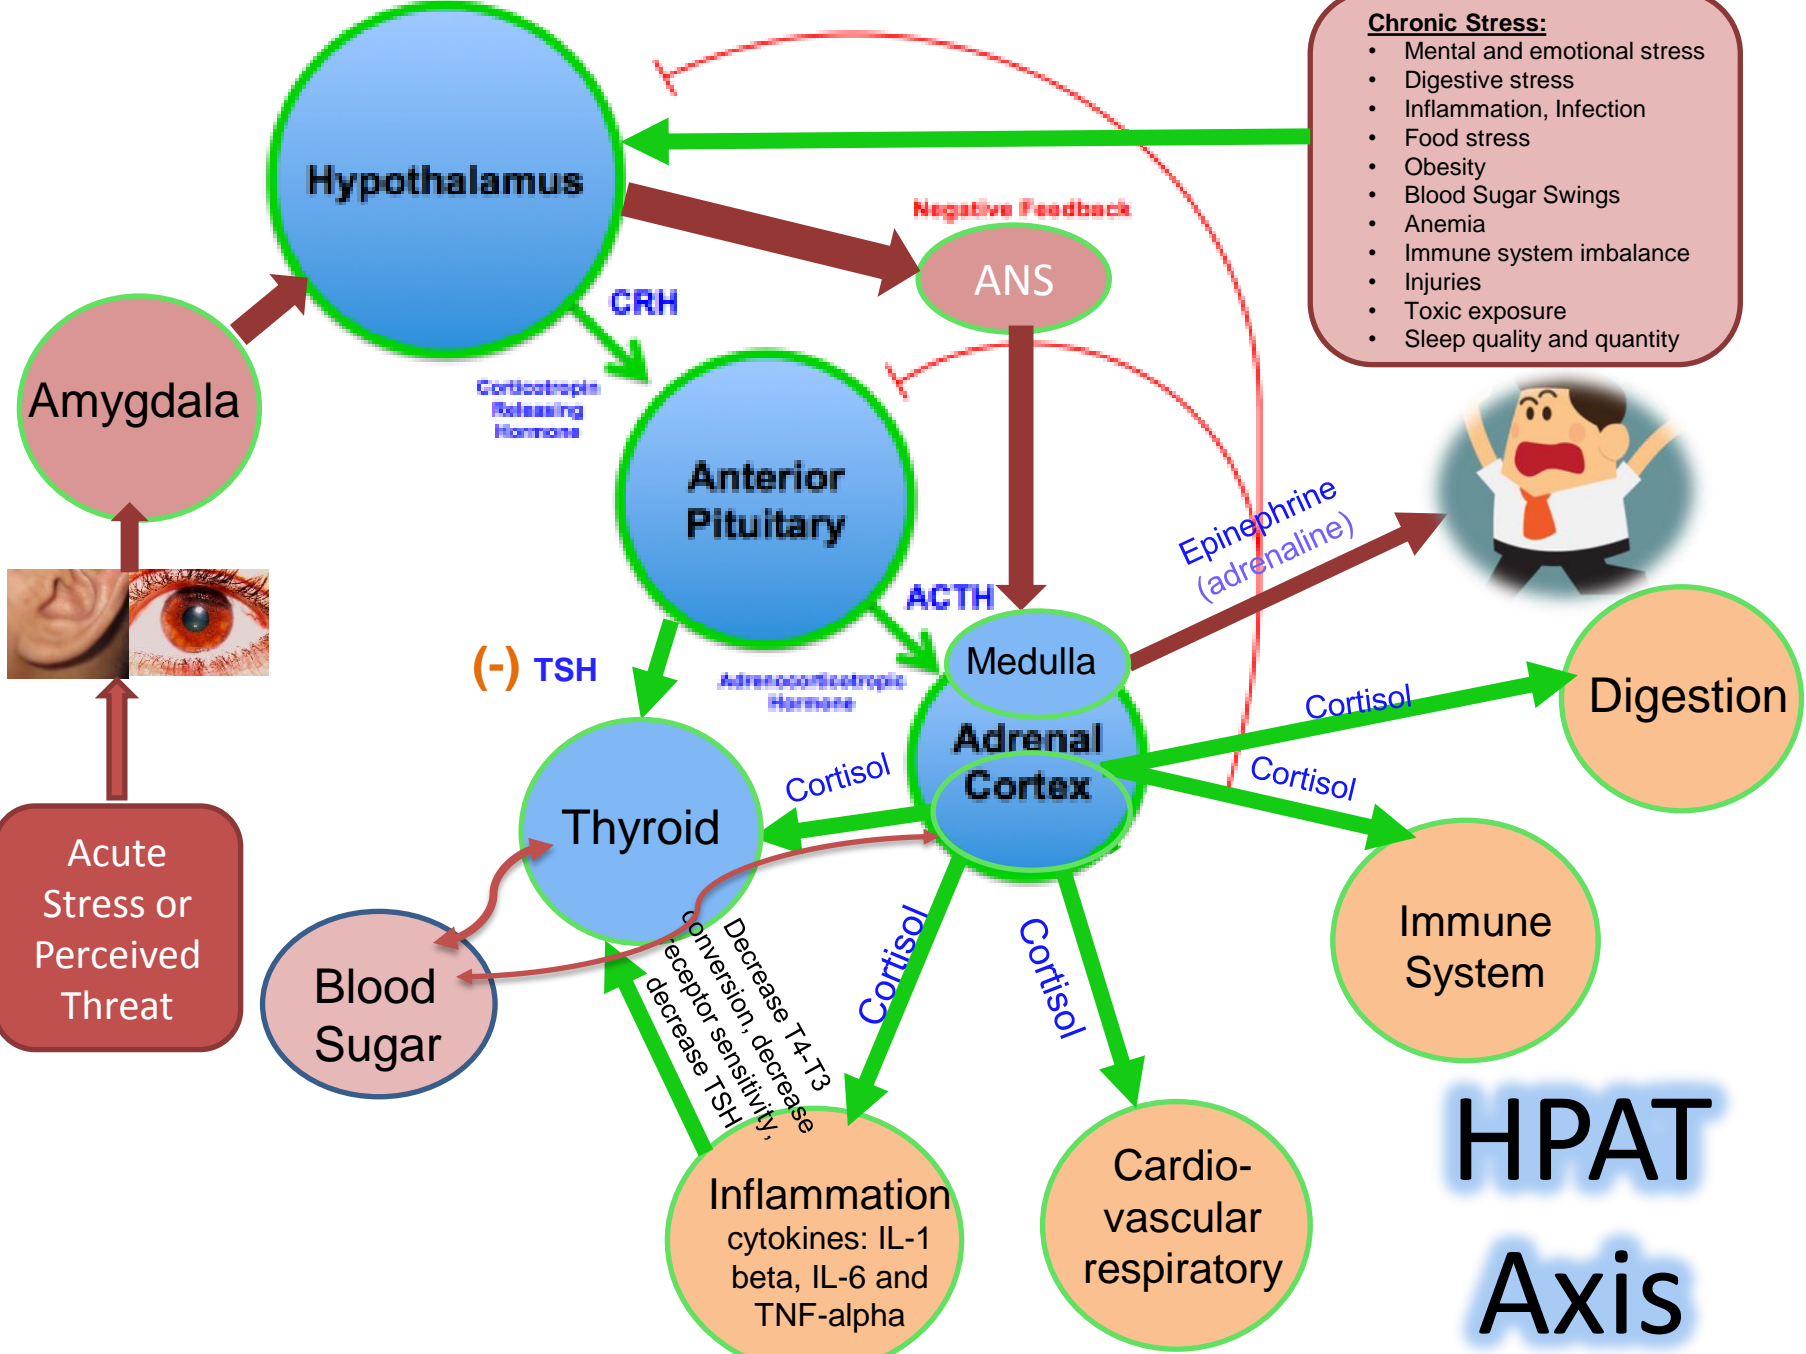 Chronic Stress:
• Mental and emotional stress
• Digestive stress
• Inflammation, Infection
• Food stress
• Obesity
• Blood Sugar Swings
• Anemia
• Immune system imbalance
• Injuries
• Toxic exposure
• Sleep quality and quantity
Hypothalamus
Negative Feedback
ANS
CRH
Corticotropin
Releasing
Hormone
Amygdala
Anterior
Pituitary
Epinephrine
(adrenaline)
ACTH
Adrenocorticotropic
Hormone
(-) TSH
Medulla
Adrenal
Cortex
Cortisol
Digestion
Cortisol
Cortisol
Thyroid
Acute
Stress or
Perceived
Threat
Blood
Sugar
Decrease T4-T3
conversion, decrease
receptor sensitivity,
decrease TSH
Cortisol
Cortisol
Immune
System
Inflammation
cytokines: IL-1
beta, IL-6 and
TNF-alpha
Cardio-
vascular
respiratory
HPAT
Axis